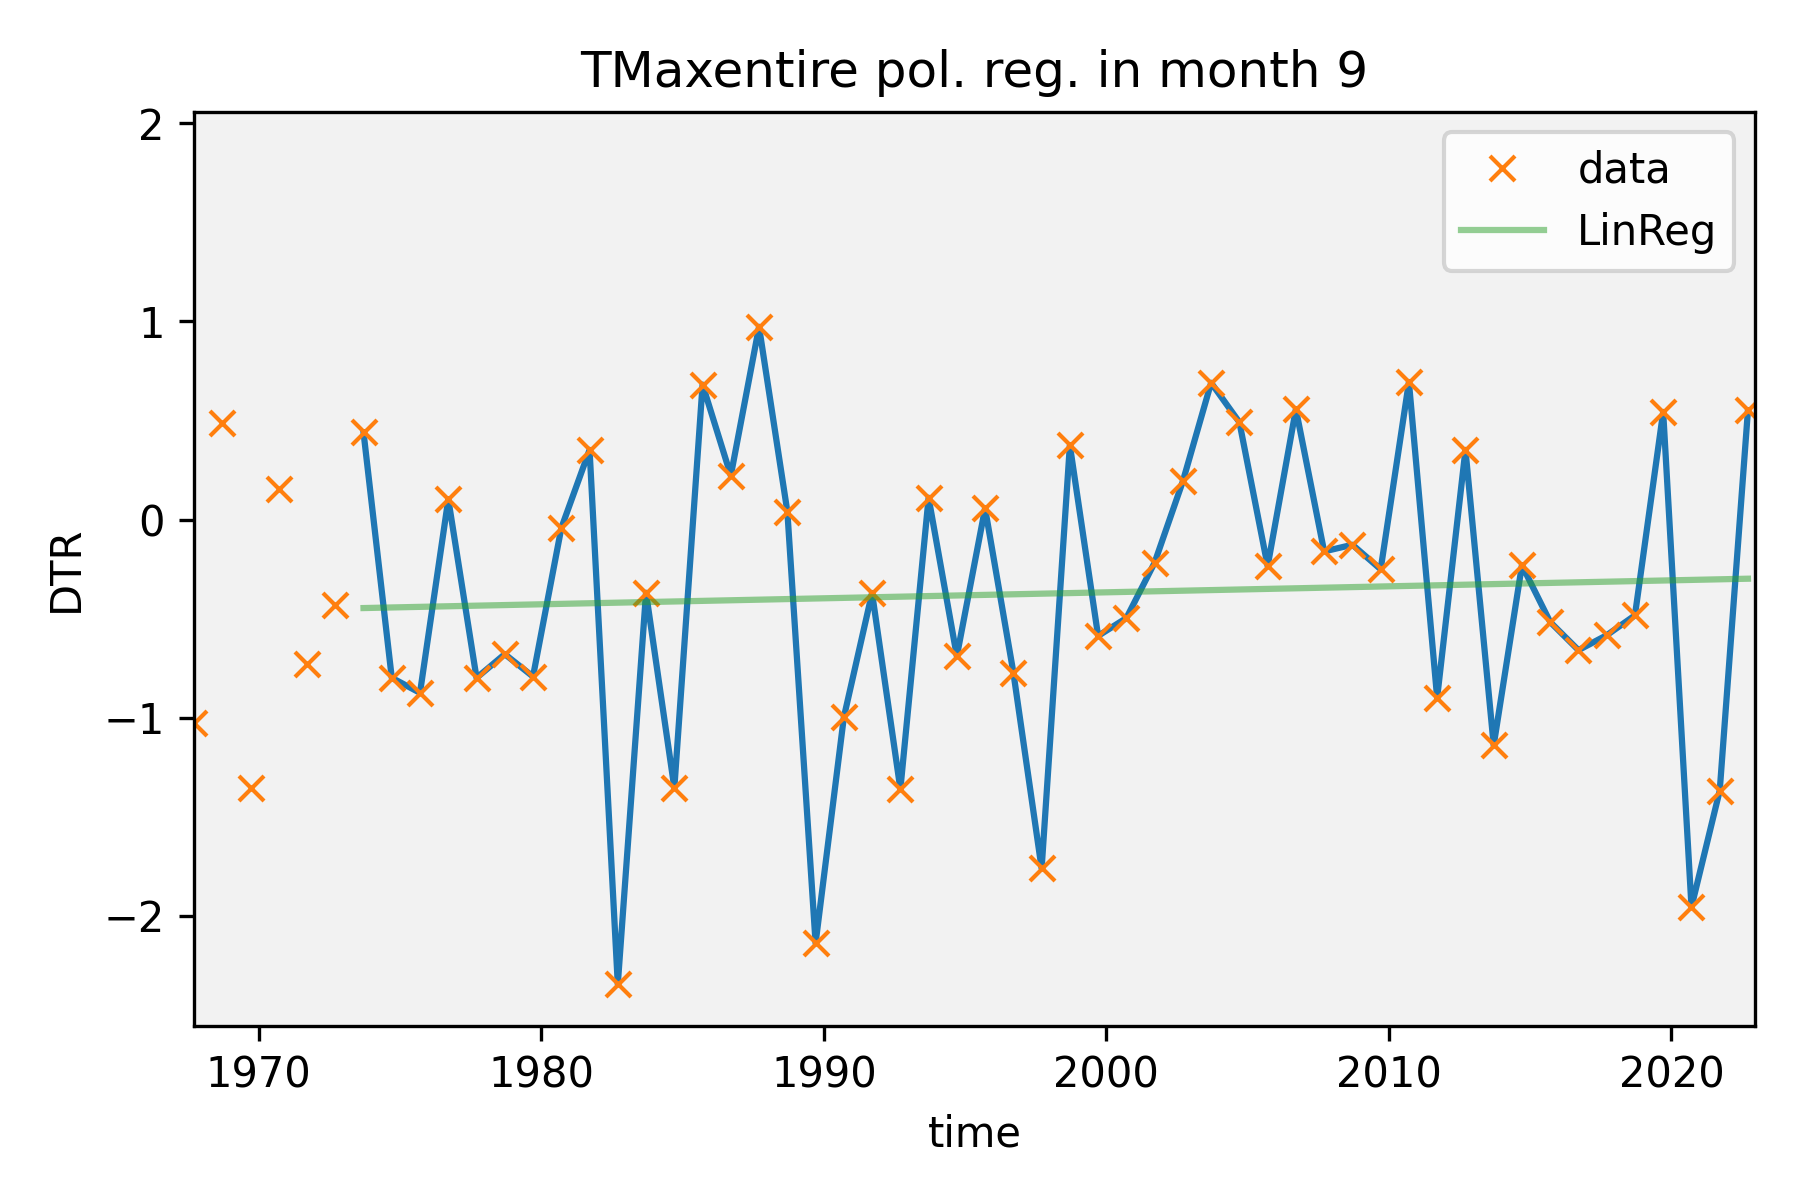 TMaxentire pol. reg. in month 9
2
1
0
−1
−2
DTR
data
LinReg
1970 1980 1990 2000 2010 2020
time